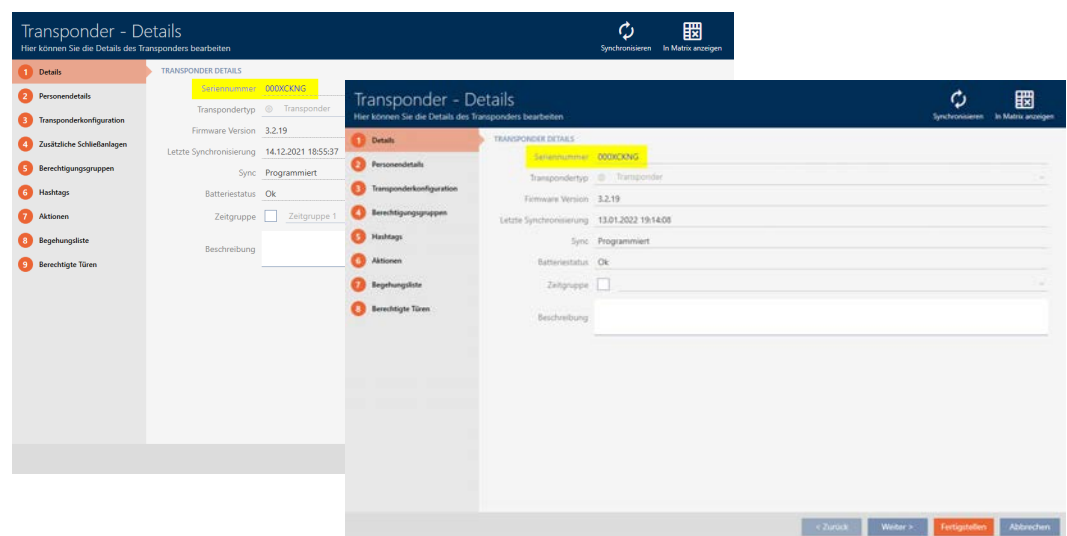 Transponder - Details
Hier können Sie die Details des Transponders bearbeiten
Synchronisieren
In Matrix anzeigen
1 Details
2 Personendetails
3 Transponderkonfiguration
4 Zusätzliche Schließanlagen
5 Berechtigungsgruppen
6 Hashtags
7 Aktionen
8 Begehungsliste
9 Berechtigte Türen
TRANSPONDER DETAILS
Seriennummer 000XCKNG
Transpondertyp Transponder
Firmware Version 3.2.19
Letzte Synchronisierung 14.12.2021 18:55:37
Sync Programmiert
Batteriestatus Ok
Zeitgruppe Zeitgruppe 1
Beschreibung
Transponder - Details
Hier können Sie die Details des Transponders bearbeiten
Synchronisieren
In Matrix anzeigen
1 Details
2 Personendetails
3 Transponderkonfiguration
4 Berechtigungsgruppen
5 Hashtags
6 Aktionen
7 Begehungsliste
8 Berechtigte Türen
TRANSPONDER DETAILS
Seriennummer 000XCKNG
Transpondertyp Transponder
Firmware Version 3.2.19
Letzte Synchronisierung 13.01.2022 19:14:08
Sync Programmiert
Batteriestatus Ok
Zeitgruppe
Beschreibung
< Zurück
Weiter >
Fertigstellen
Abbrechen